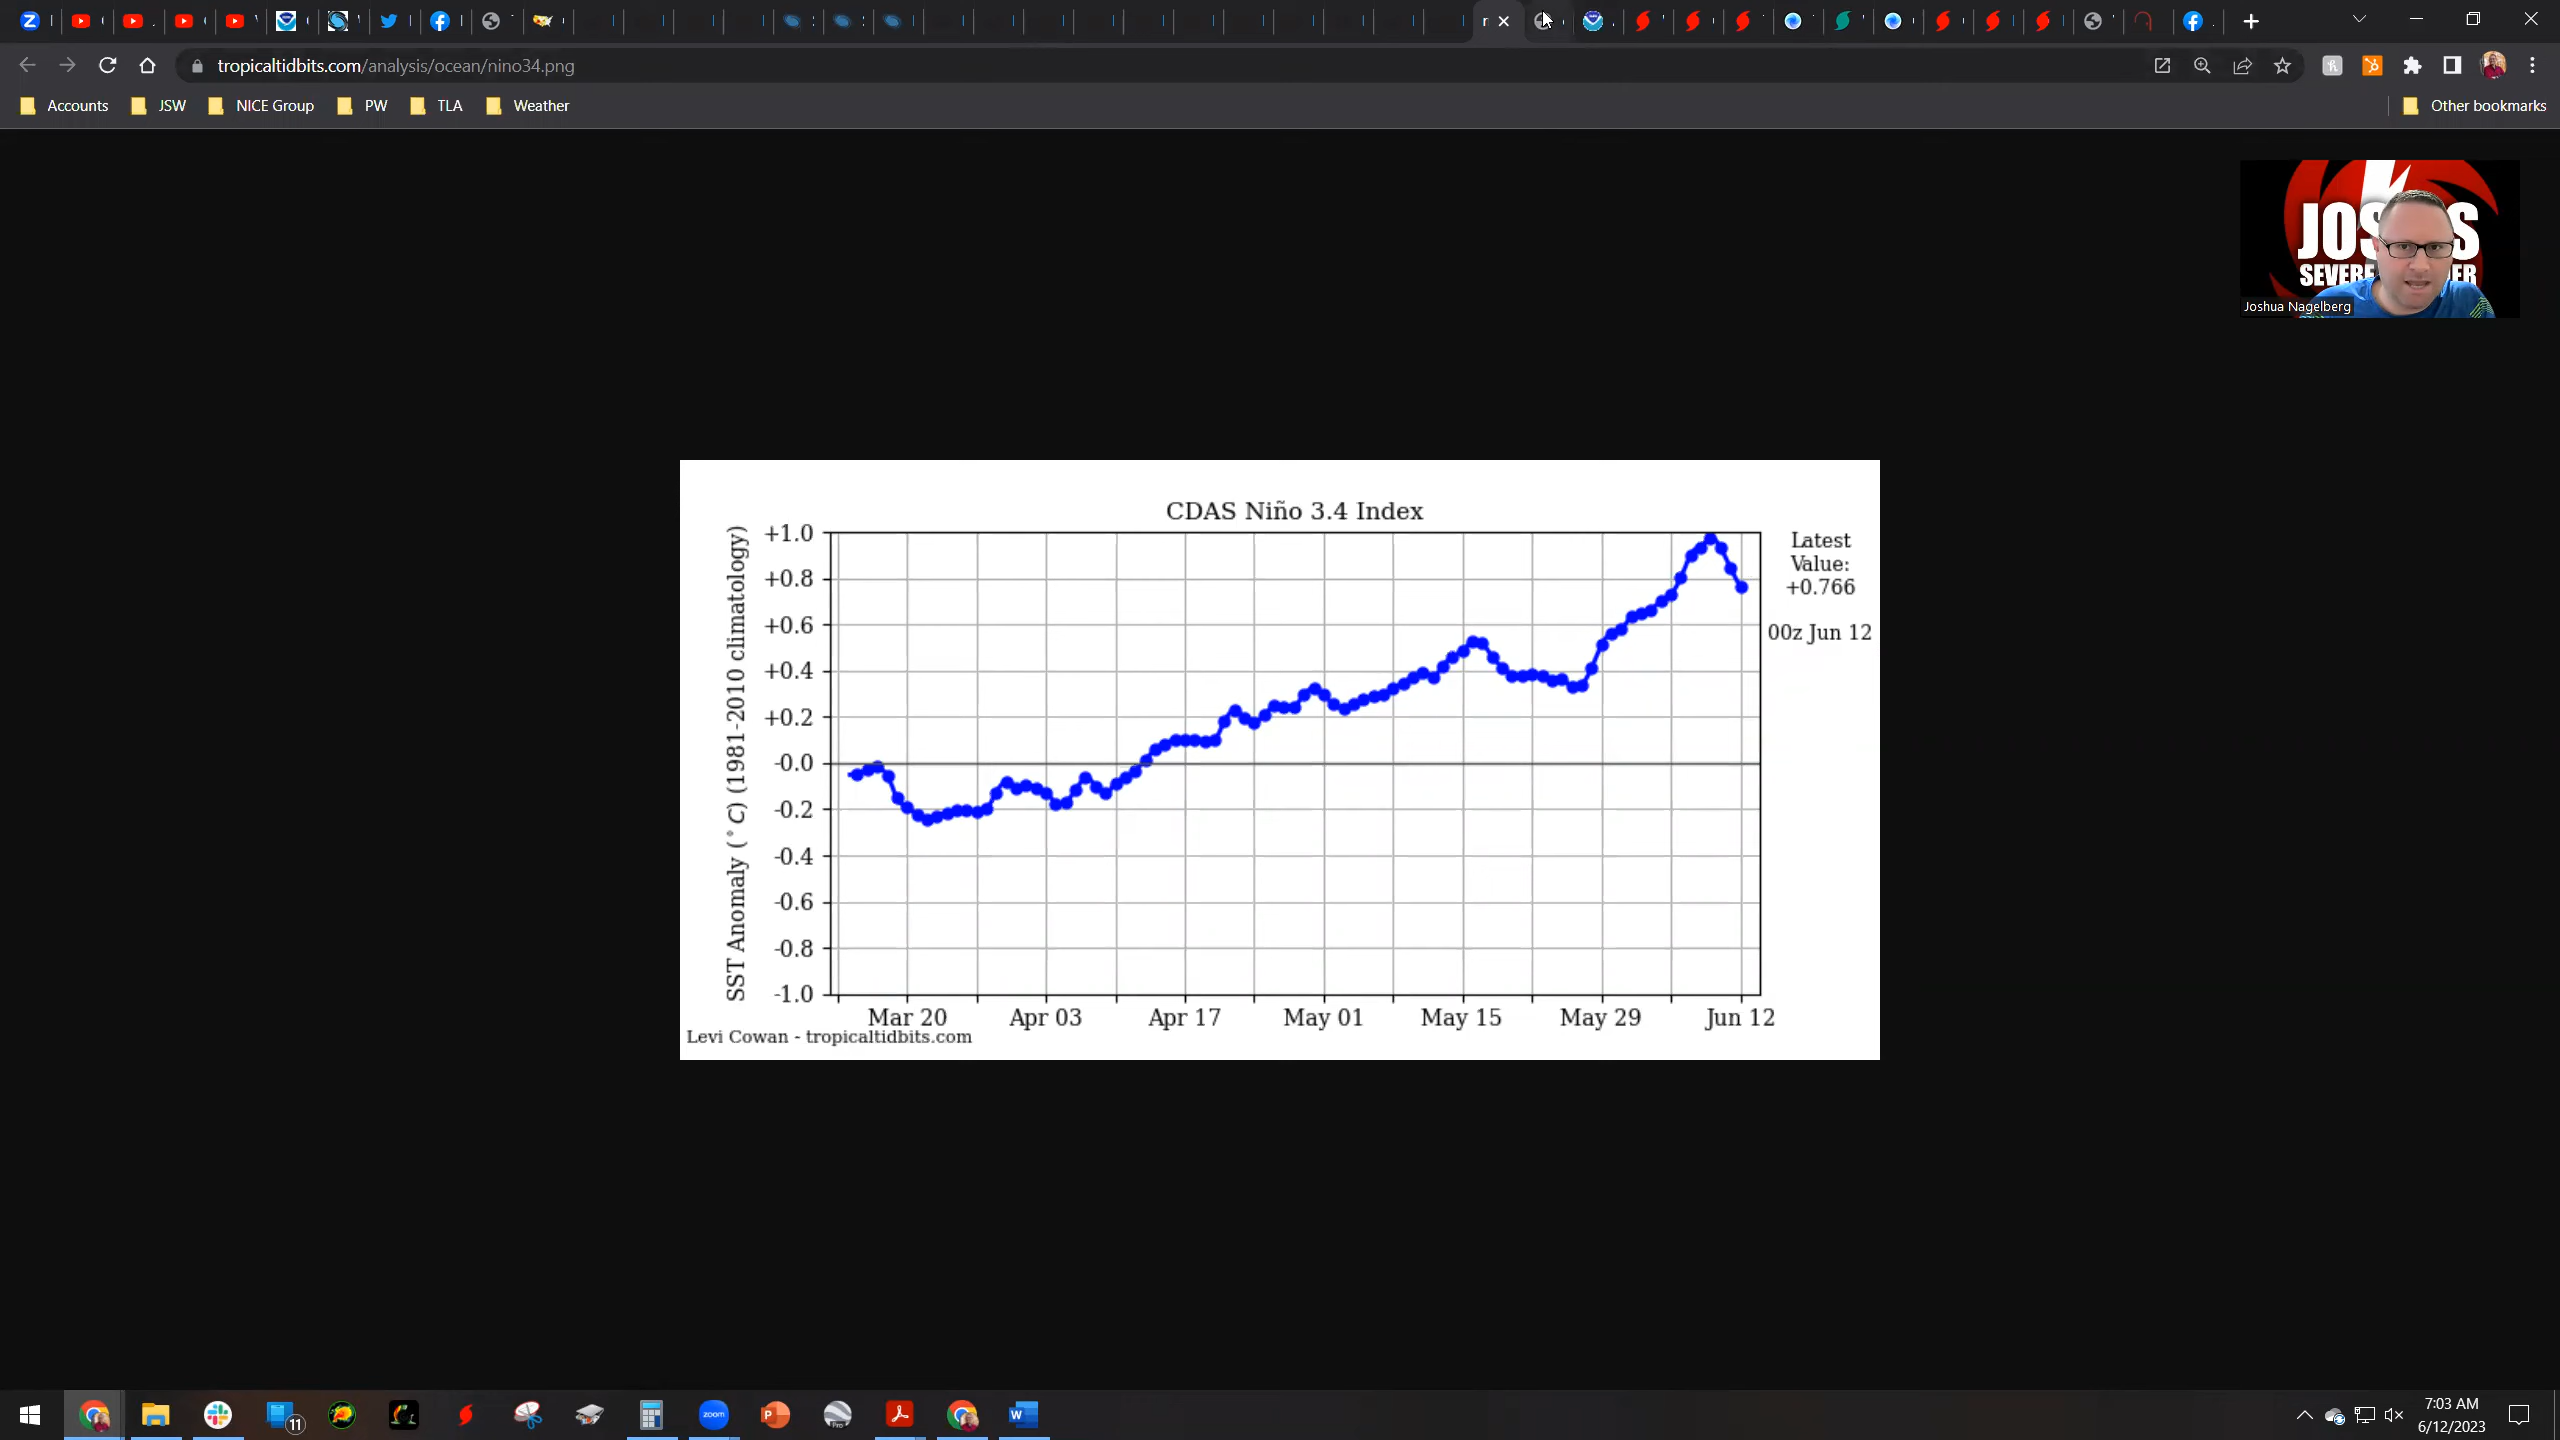 tropicaltidbits.com/analysis/ocean/nino34.png
Accounts JSW NICE Group PW TLA Weather Other bookmarks
Joshua Nagelberg
CDAS Niño 3.4 Index
SST Anomaly (°C) (1981-2010 climatology)
+1.0
+0.8
+0.6
+0.4
+0.2
-0.0
-0.2
-0.4
-0.6
-0.8
-1.0
Latest
Value:
+0.766
00z Jun 12
Mar 20 Apr 03 Apr 17 May 01 May 15 May 29 Jun 12
Levi Cowan - tropicaltidbits.com
11
zoom
7:03 AM
6/12/2023